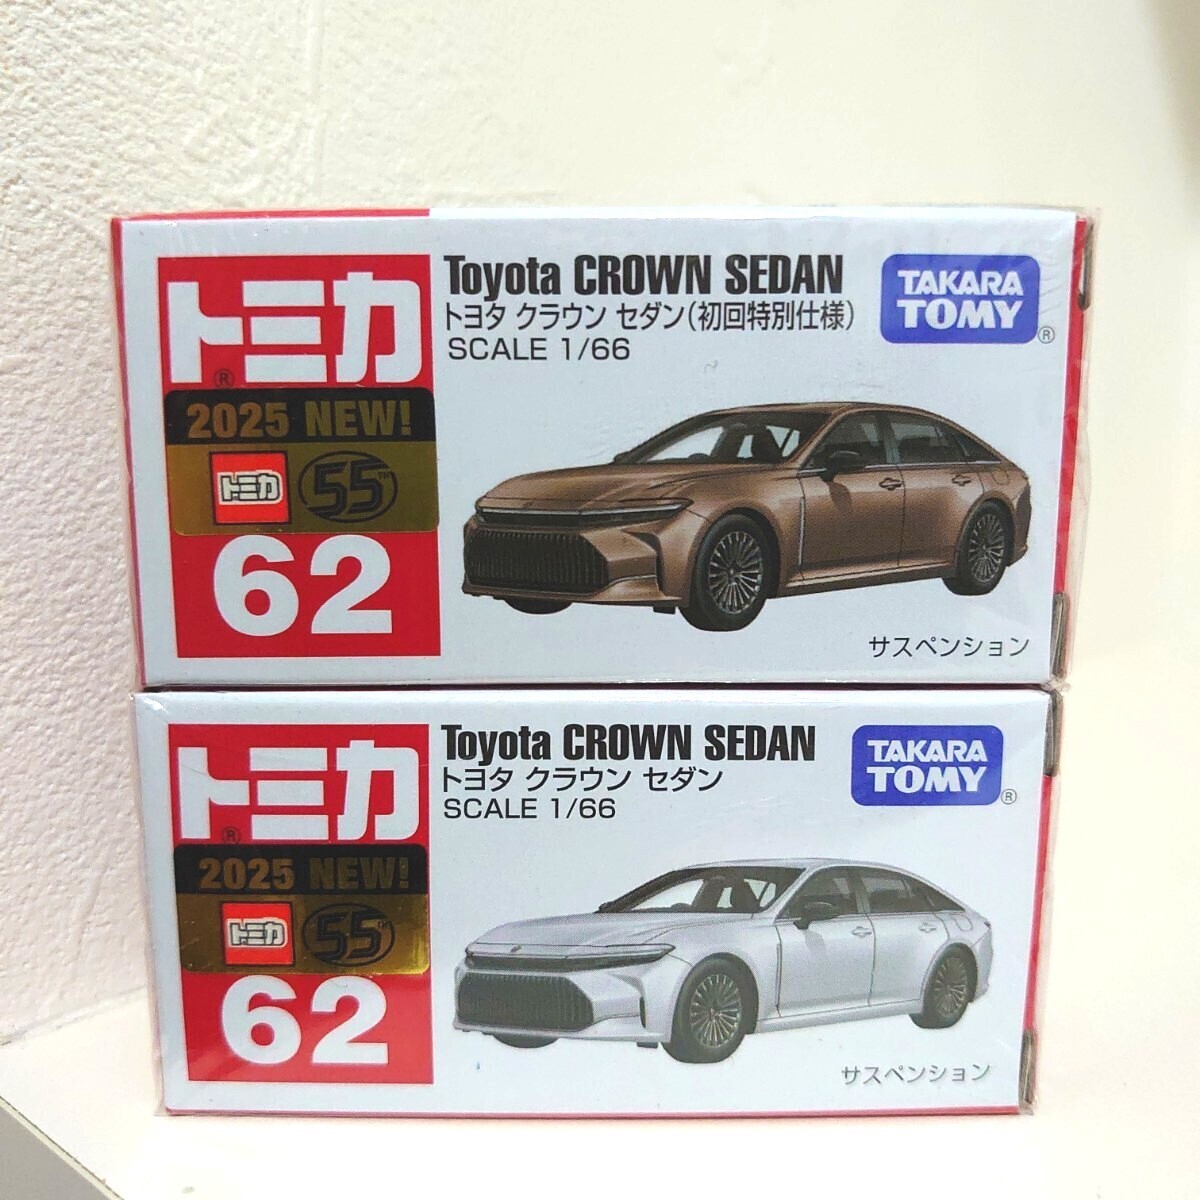 トミカ
®
2025 NEW!
トミカ 55TH
62
Toyota CROWN SEDAN
トヨタ クラウン セダン(初回特別仕様)
SCALE 1/66
TAKARA
TOMY
®
サスペンション
トミカ
®
2025 NEW!
トミカ 55TH
62
Toyota CROWN SEDAN
トヨタ クラウン セダン
SCALE 1/66
TAKARA
TOMY
®
サスペンション